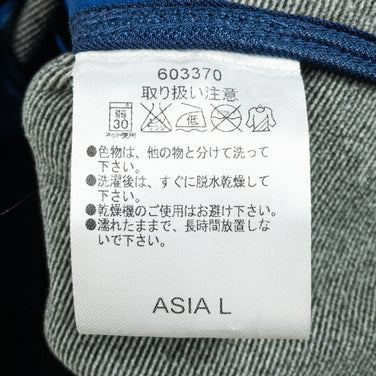 603370
取り扱い注意
弱
30
ネット使用
エンソ
低
●色物は、他の物と分けて洗って
下さい。
●洗濯後は、すぐに脱水乾燥して
下さい。
●乾燥機のご使用はお避け下さい。
●濡れたままで、長時間放置しな
いで下さい。
ASIA L